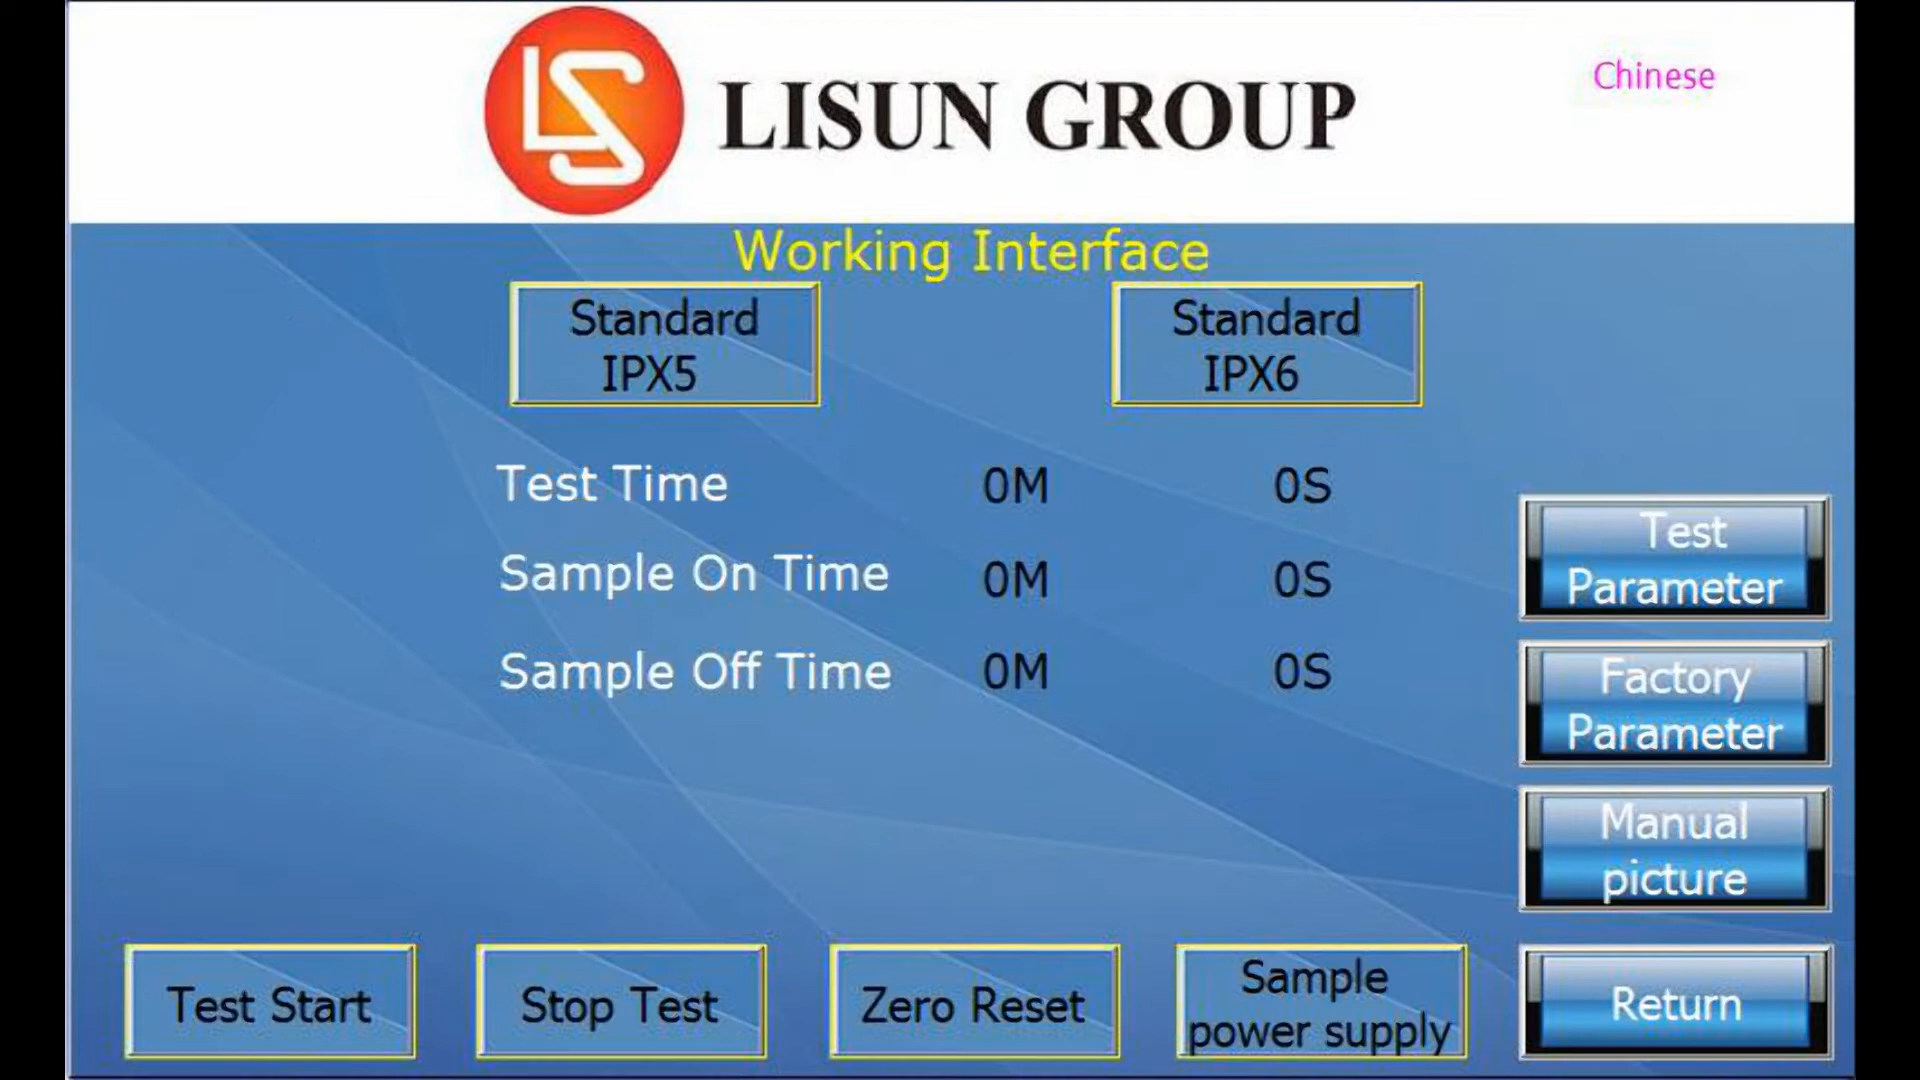 LS
LISUN GROUP
Chinese
Working Interface
Standard
IPX5
Standard
IPX6
Test Time 0M 0S
Sample On Time 0M 0S
Sample Off Time 0M 0S
Test
Parameter
Factory
Parameter
Manual
picture
Test Start
Stop Test
Zero Reset
Sample
power supply
Return